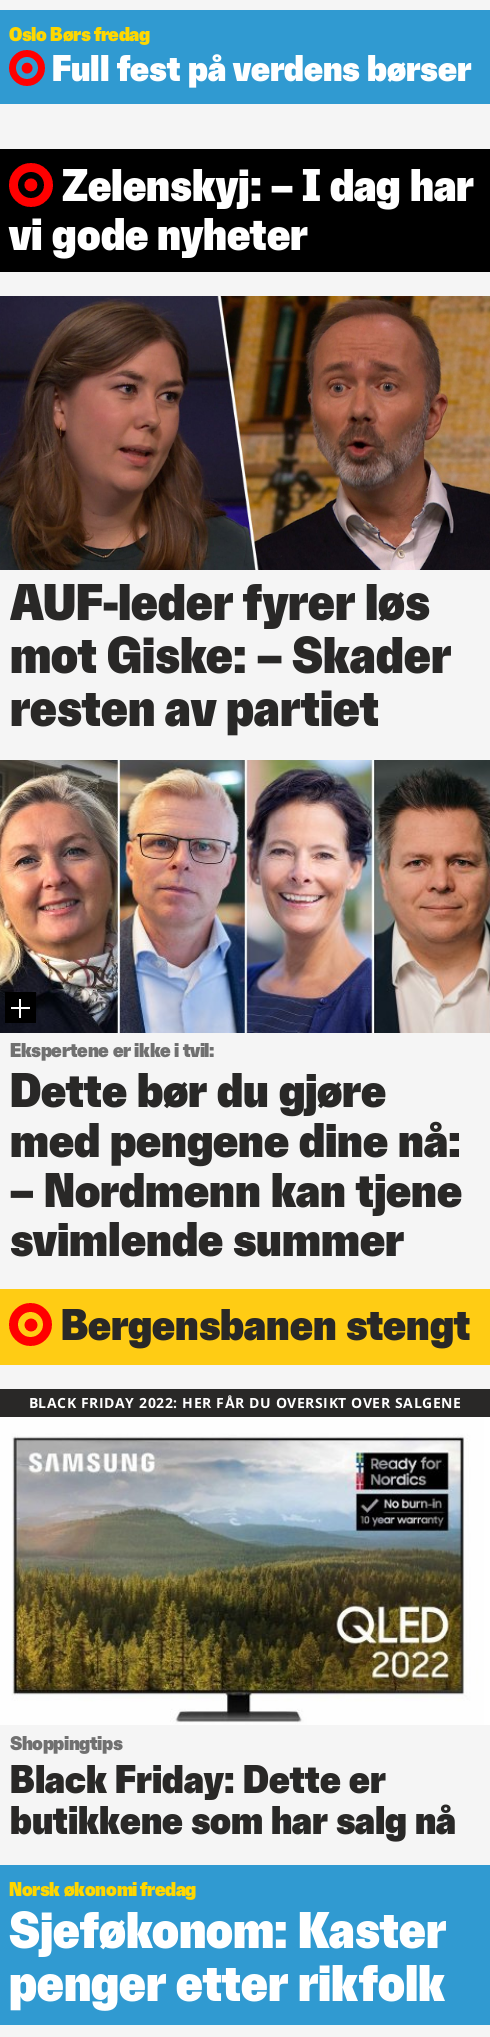 Oslo Børs fredag
Full fest på verdens børser
Zelenskyj: – I dag har
vi gode nyheter
AUF-leder fyrer løs
mot Giske: – Skader
resten av partiet
Ekspertene er ikke i tvil:
Dette bør du gjøre
med pengene dine nå:
– Nordmenn kan tjene
svimlende summer
Bergensbanen stengt
BLACK FRIDAY 2022: HER FÅR DU OVERSIKT OVER SALGENE
SAMSUNG
Ready for
Nordics
No burn-in
10 year warranty
QLED
2022
Shoppingtips
Black Friday: Dette er
butikkene som har salg nå
Norsk økonomi fredag
Sjeføkonom: Kaster
penger etter rikfolk